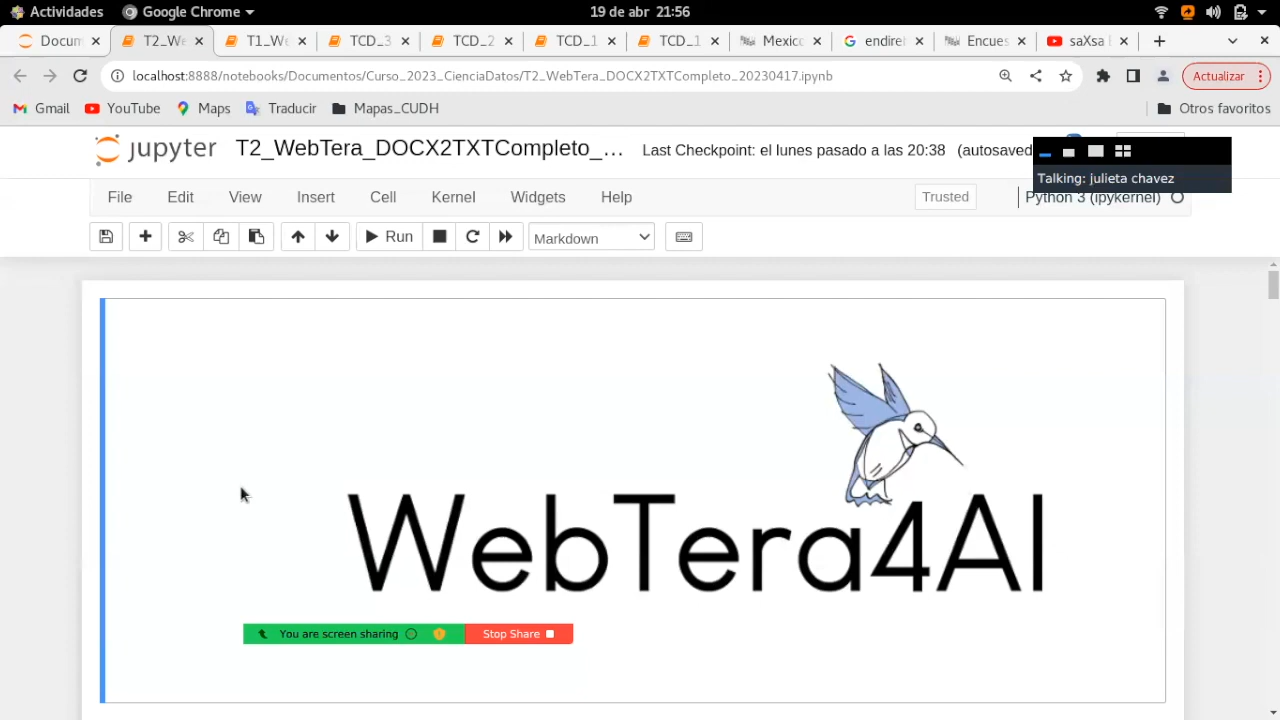 Actividades
Google Chrome
19 de abr 21:56
Docum
T2_We
T1_We
TCD_3
TCD_2
TCD_1
TCD_1
Mexico
endire
Encues
saXsa
localhost:8888/notebooks/Documentos/Curso_2023_CienciaDatos/T2_WebTera_DOCX2TXTCompleto_20230417.ipynb
Actualizar
Gmail
YouTube
Maps
Traducir
Mapas_CUDH
Otros favoritos
jupyter
T2_WebTera_DOCX2TXTCompleto_...
Last Checkpoint: el lunes pasado a las 20:38
(autosaved
Talking: julieta chavez
File
Edit
View
Insert
Cell
Kernel
Widgets
Help
Trusted
Python 3 (ipykernel)
Run
Markdown
WebTera4AI
You are screen sharing
Stop Share